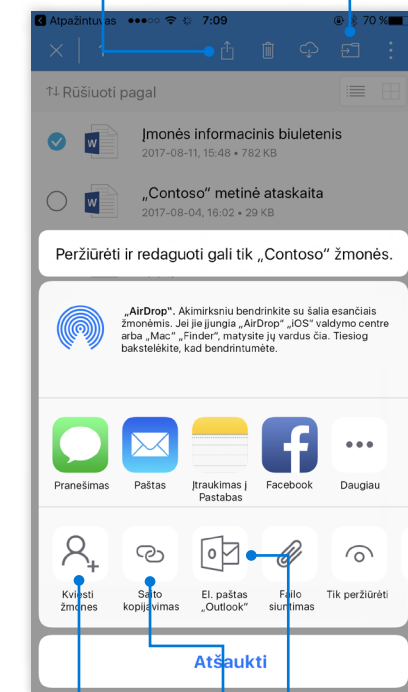 Atpažintuvas 7:09 70 %
1
Rūšiuoti pagal
Įmonės informacinis biuletenis
2017-08-11, 15:48 • 782 KB
„Contoso“ metinė ataskaita
2017-08-04, 16:02 • 29 KB
Peržiūrėti ir redaguoti gali tik „Contoso“ žmonės.
„AirDrop“. Akimirksniu bendrinkite su šalia esančiais
žmonėmis. Jei jie įjungia „AirDrop“ „iOS“ valdymo centre
arba „Mac“ „Finder“, matysite jų vardus čia. Tiesiog
bakstelėkite, kad bendrintumėte.
Pranešimas Paštas Įtraukimas į Facebook Daugiau
Pastabas
Kviesti Saito El. paštas Failo Tik peržiūrėti
žmones kopijavimas „Outlook“ siuntimas
Atšaukti